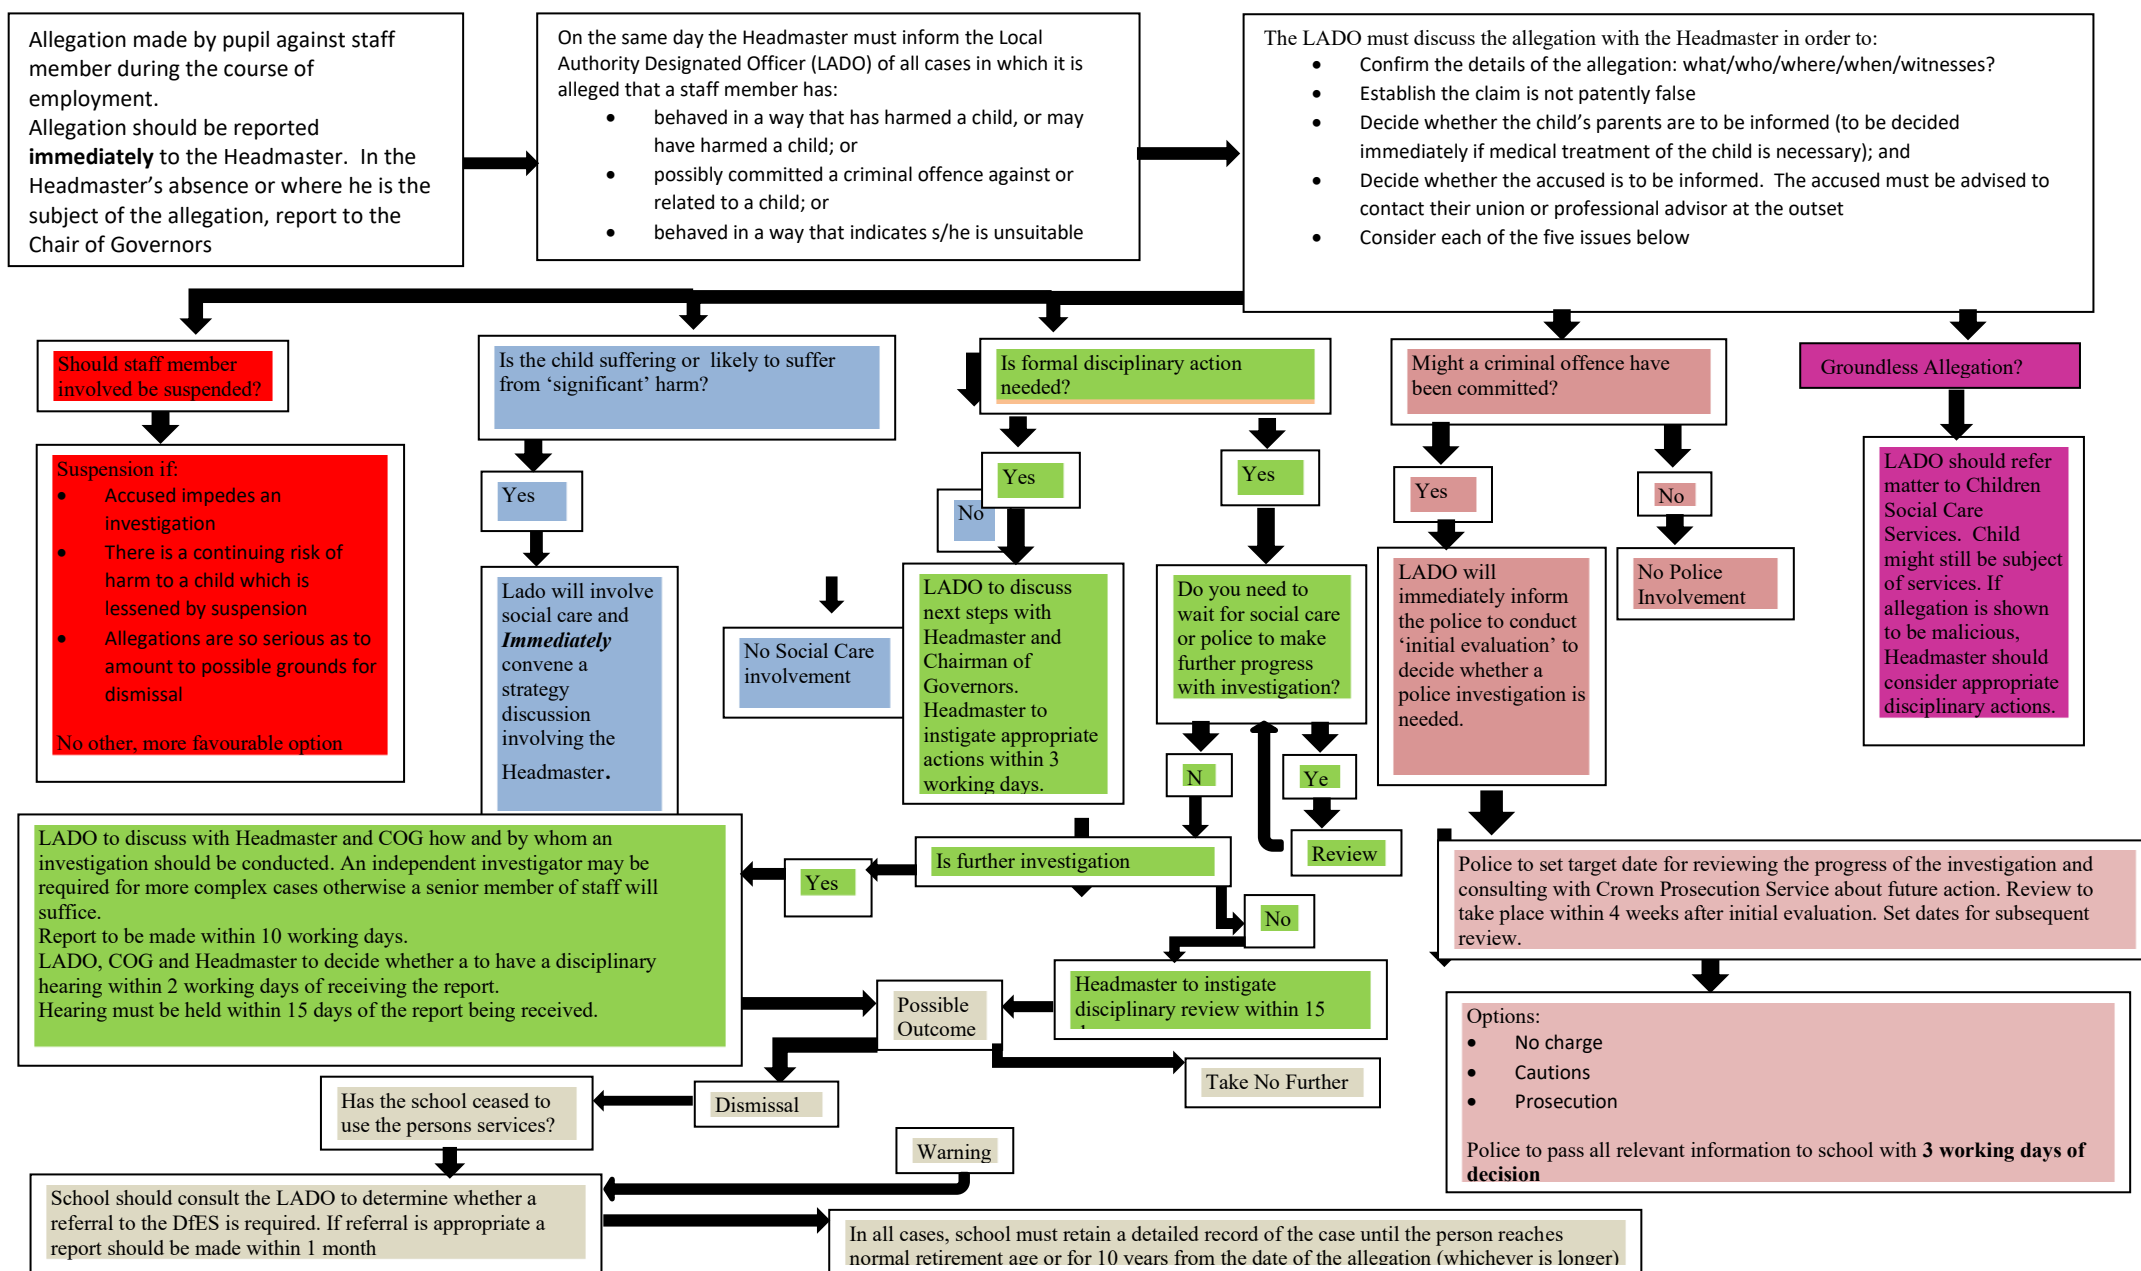 Allegation made by pupil against staff
member during the course of
employment.
Allegation should be reported
immediately to the Headmaster. In the
Headmaster's absence or where he is the
subject of the allegation, report to the
Chair of Governors
On the same day the Headmaster must inform the Local
Authority Designated Officer (LADO) of all cases in which it is
alleged that a staff member has:
• behaved in a way that has harmed a child, or may
have harmed a child; or
• possibly committed a criminal offence against or
related to a child; or
• behaved in a way that indicates s/he is unsuitable
The LADO must discuss the allegation with the Headmaster in order to:
• Confirm the details of the allegation: what/who/where/when/witnesses?
• Establish the claim is not patently false
• Decide whether the child's parents are to be informed (to be decided
immediately if medical treatment of the child is necessary); and
• Decide whether the accused is to be informed. The accused must be advised to
contact their union or professional advisor at the outset
• Consider each of the five issues below
Should staff member
involved be suspended?
Is the child suffering or likely to suffer
from 'significant' harm?
Is formal disciplinary action
needed?
Might a criminal offence have
been committed?
Groundless Allegation?
Suspension if:
• Accused impedes an
investigation
• There is a continuing risk of
harm to a child which is
lessened by suspension
• Allegations are so serious as to
amount to possible grounds for
dismissal
No other, more favourable option
Yes
No
Yes
Yes
Yes
No
LADO should refer
matter to Children
Social Care
Services. Child
might still be subject
of services. If
allegation is shown
to be malicious,
Headmaster should
consider appropriate
disciplinary actions.
Lado will involve
social care and
Immediately
convene a
strategy
discussion
involving the
Headmaster.
No Social Care
involvement
LADO to discuss
next steps with
Headmaster and
Chairman of
Governors.
Headmaster to
instigate appropriate
actions within 3
working days.
Do you need to
wait for social care
or police to make
further progress
with investigation?
LADO will
immediately inform
the police to conduct
'initial evaluation' to
decide whether a
police investigation is
needed.
No Police
Involvement
N
Ye
Review
LADO to discuss with Headmaster and COG how and by whom an
investigation should be conducted. An independent investigator may be
required for more complex cases otherwise a senior member of staff will
suffice.
Report to be made within 10 working days.
LADO, COG and Headmaster to decide whether a to have a disciplinary
hearing within 2 working days of receiving the report.
Hearing must be held within 15 days of the report being received.
Yes
Is further investigation
No
Police to set target date for reviewing the progress of the investigation and
consulting with Crown Prosecution Service about future action. Review to
take place within 4 weeks after initial evaluation. Set dates for subsequent
review.
Possible
Outcome
Headmaster to instigate
disciplinary review within 15
Options:
• No charge
• Cautions
• Prosecution
Police to pass all relevant information to school with 3 working days of
decision
Take No Further
Has the school ceased to
use the persons services?
Dismissal
Warning
School should consult the LADO to determine whether a
referral to the DfES is required. If referral is appropriate a
report should be made within 1 month
In all cases, school must retain a detailed record of the case until the person reaches
normal retirement age or for 10 years from the date of the allegation (whichever is longer)